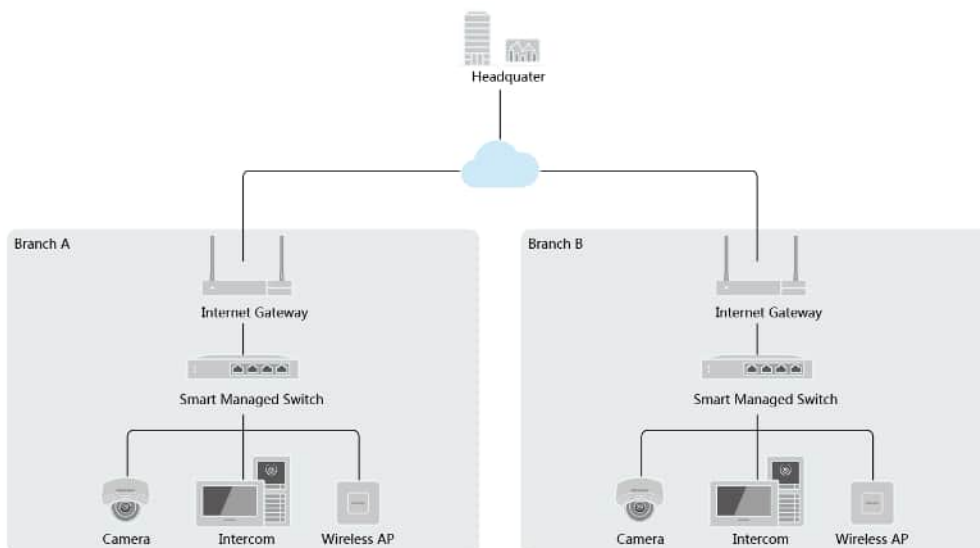 Headquater
Branch A
Branch B
Internet Gateway
Internet Gateway
Smart Managed Switch
Smart Managed Switch
Camera
Intercom
Wireless AP
Camera
Intercom
Wireless AP